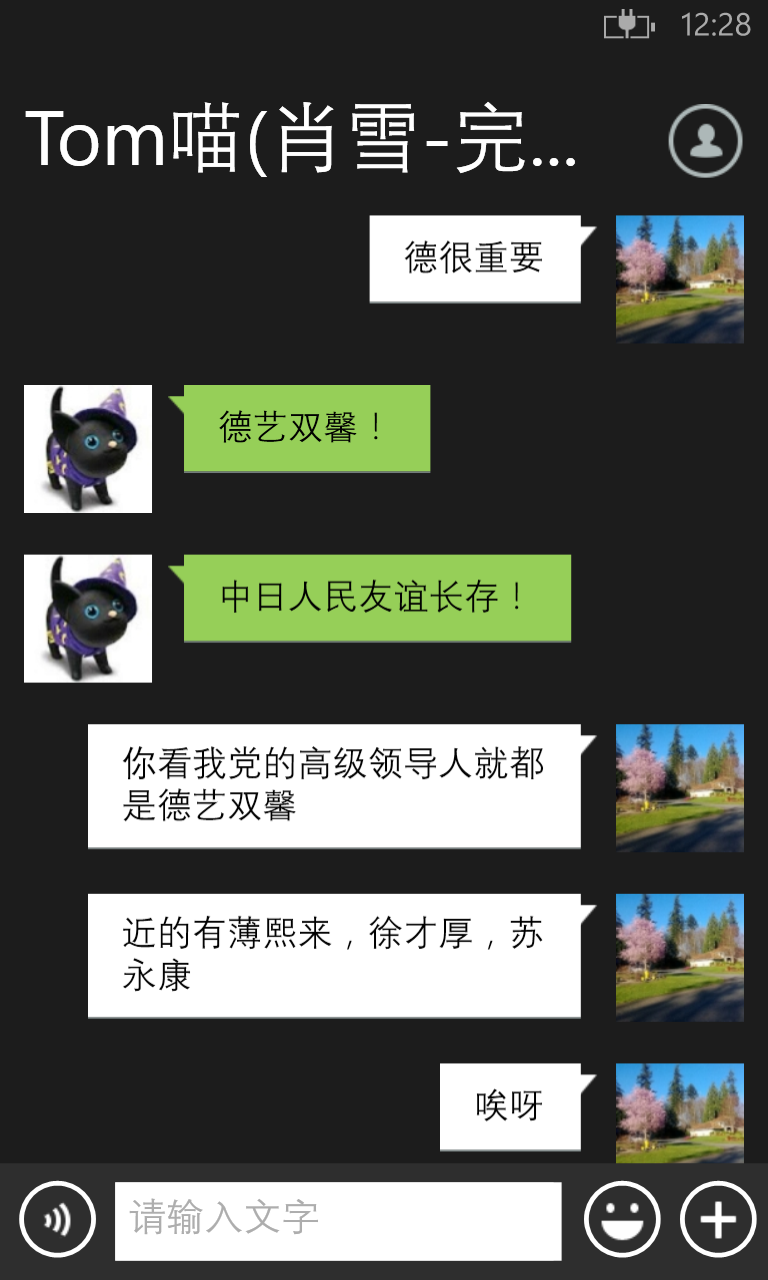 12:28
Tom喵(肖雪-完...
德很重要
德艺双馨！
中日人民友谊长存！
你看我党的高级领导人就都
是德艺双馨
近的有薄熙来，徐才厚，苏
永康
唉呀
请输入文字